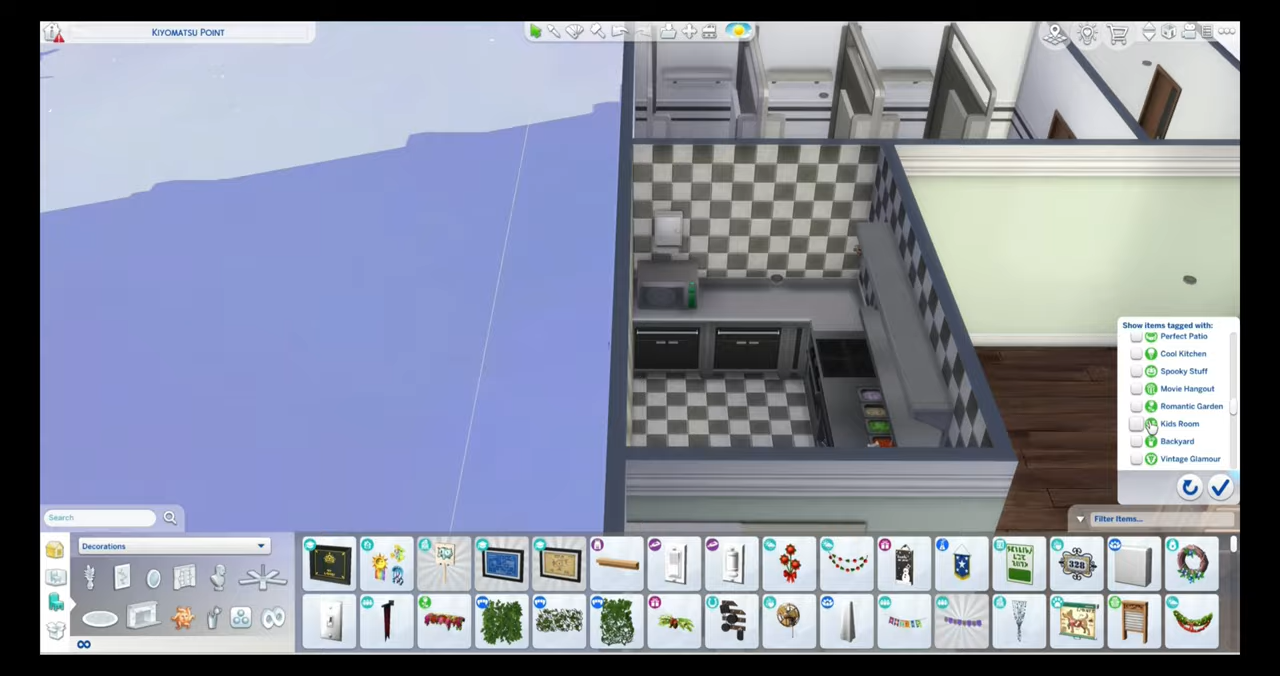 KIYOMATSU POINT
Show items tagged with:
Perfect Patio
Cool Kitchen
Spooky Stuff
Movie Hangout
Romantic Garden
Kids Room
Backyard
Vintage Glamour
Search
Filter Items...
Decorations
328